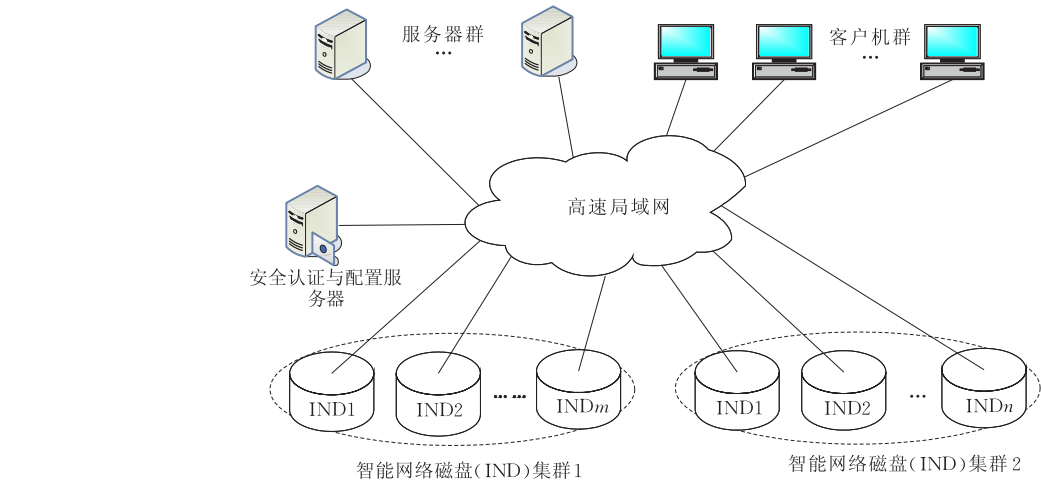 服务器群
…
客户机群
…
高速局域网
安全认证与配置服
务器
IND1
IND2
……
INDm
IND1
IND2
…
INDn
智能网络磁盘(IND)集群1
智能网络磁盘(IND)集群2